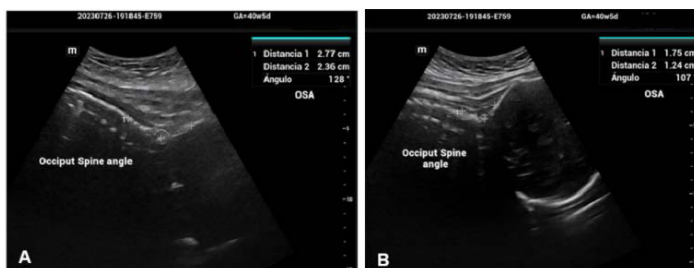 20230726-191845-E759 GA=40w5d
m
1 Distancia 1 2.77 cm
Distancia 2 2.36 cm
Ángulo 128 °
OSA
5
Occiput Spine angle
10
A
20230726-191845-E759 GA=40w5d
m
1 Distancia 1 1.75 cm
Distancia 2 1.24 cm
Ángulo 107
OSA
Occiput Spine
angle
B